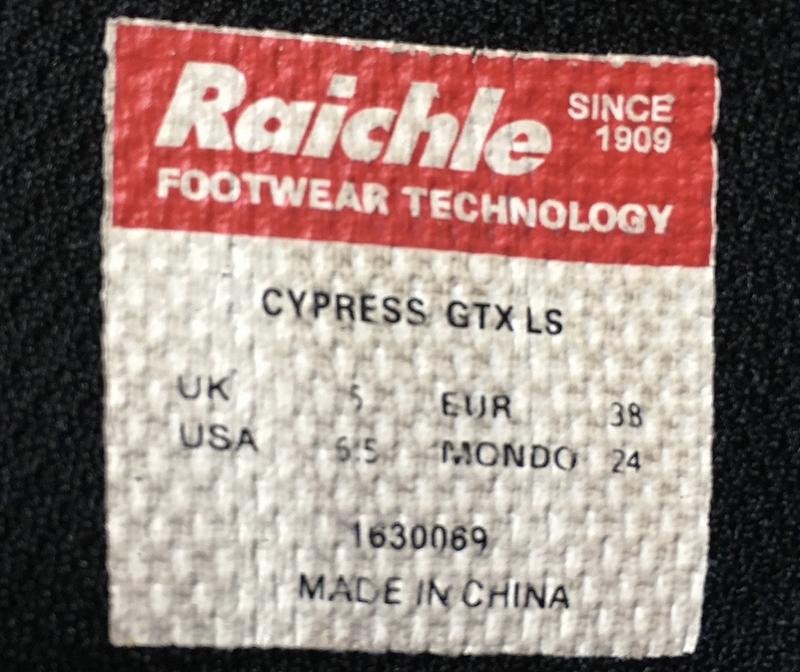 Raichle SINCE 1909
FOOTWEAR TECHNOLOGY
CYPRESS GTX LS
UK 5 EUR 38
USA 6.5 MONDO 24
1630069
MADE IN CHINA